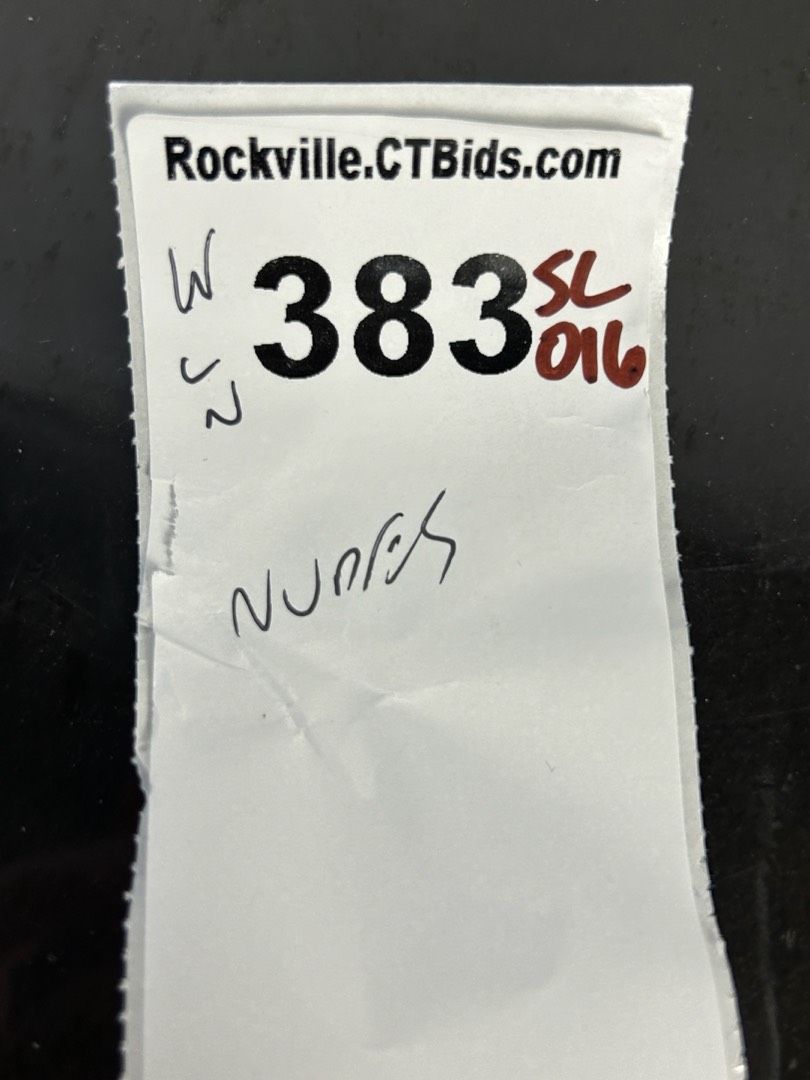 Rockville.CTBids.com
W
383
SL
016
N